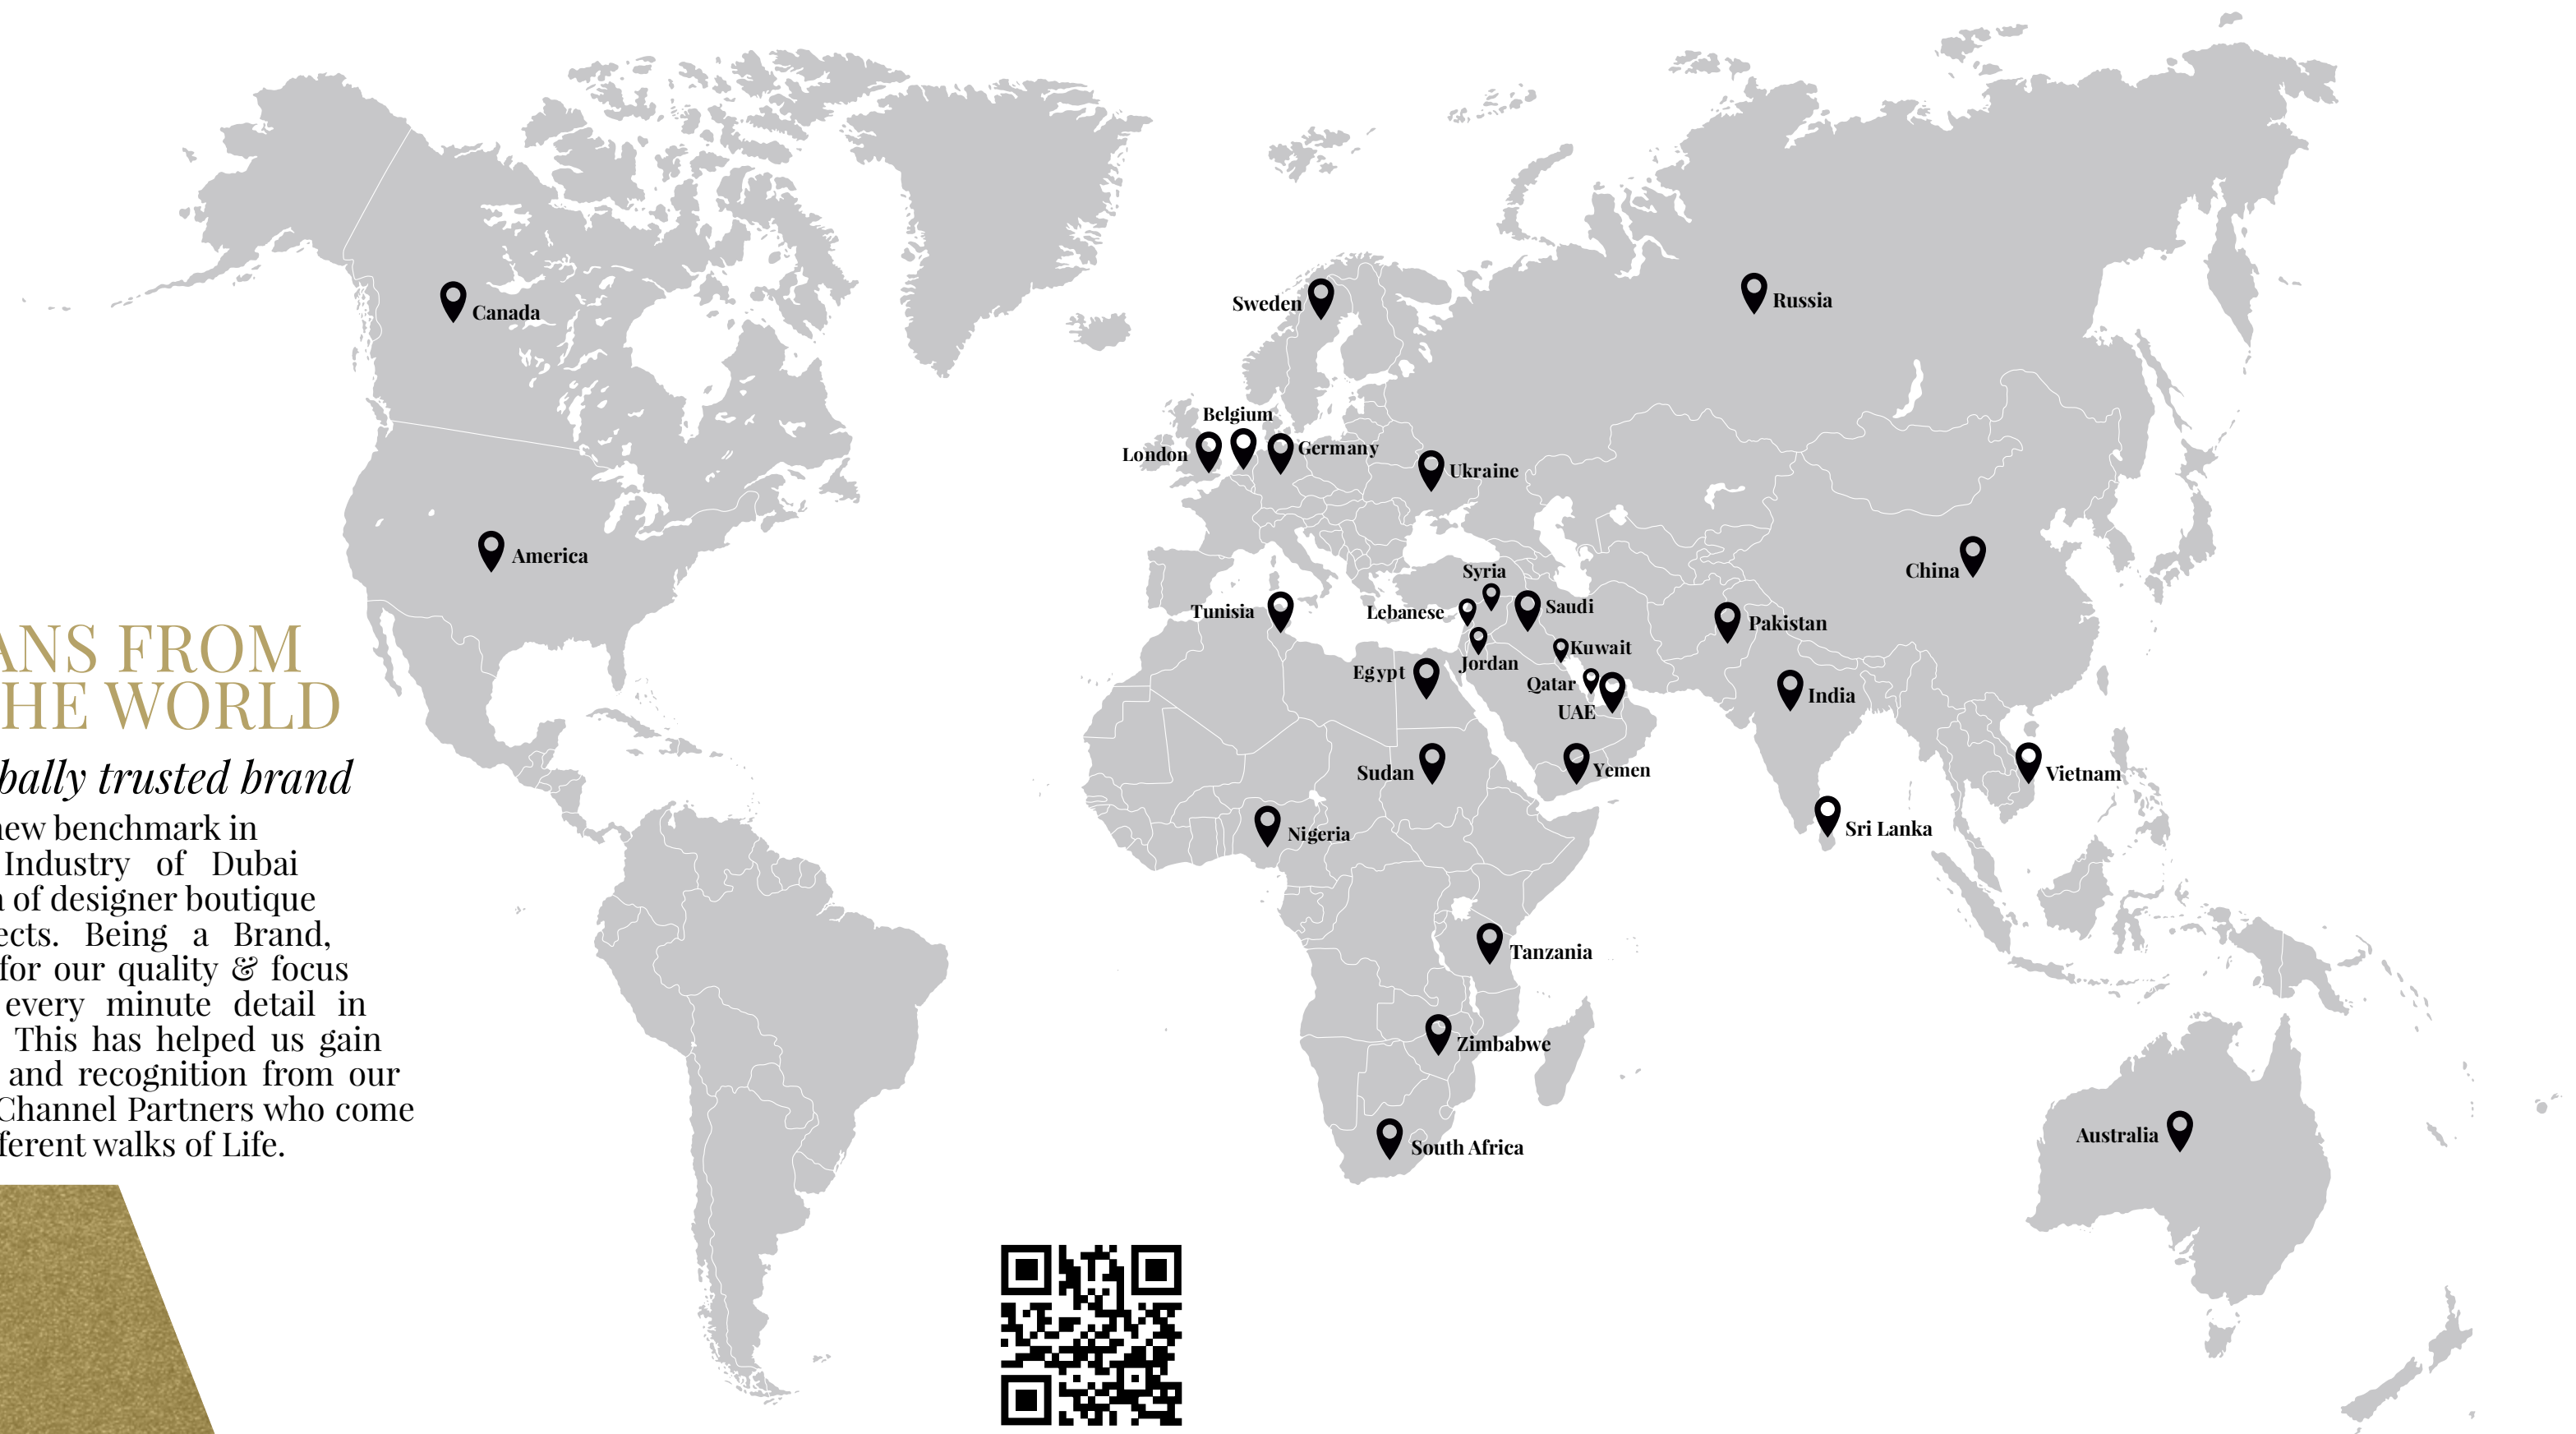 ANS FROM
HE WORLD
bally trusted brand
new benchmark in
Industry of Dubai
of designer boutique
ects. Being a Brand,
for our quality & focus
every minute detail in
This has helped us gain
and recognition from our
Channel Partners who come
ferent walks of Life.
Canada
America
Sweden
Russia
Belgium
London
Germany
Ukraine
China
Syria
Tunisia
Lebanese
Saudi
Pakistan
Kuwait
Jordan
Egypt
Qatar
India
UAE
Sudan
Yemen
Vietnam
Nigeria
Sri Lanka
Tanzania
Zimbabwe
South Africa
Australia